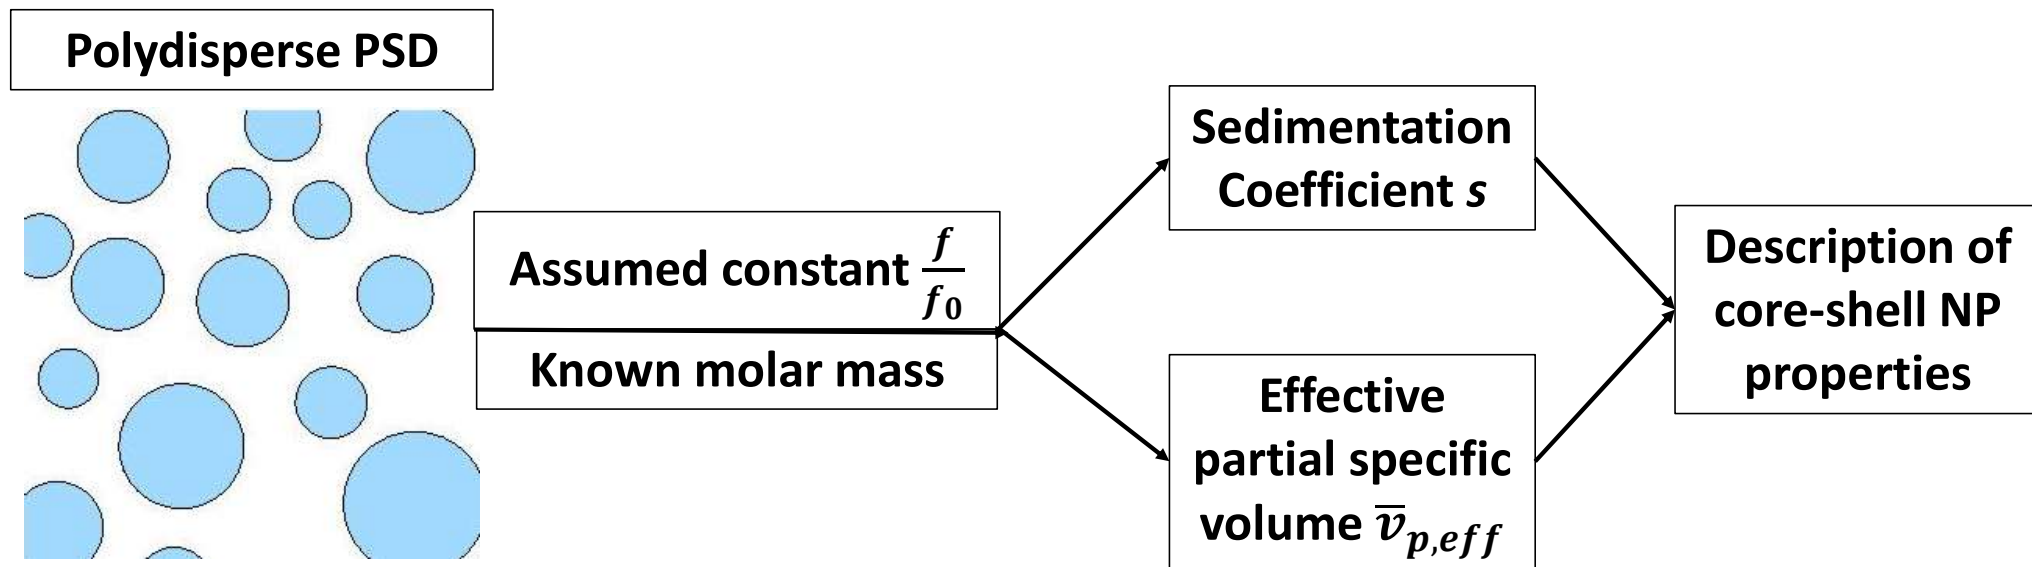 Polydisperse PSD
Assumed constant f/f₀
Known molar mass
Sedimentation
Coefficient s
Effective
partial specific
volume v̅ₚ,eff
Description of
core-shell NP
properties